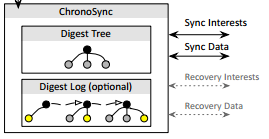 ChronoSync
Sync Interests
Digest Tree
Sync Data
Digest Log (optional)
Recovery Interests
Recovery Data